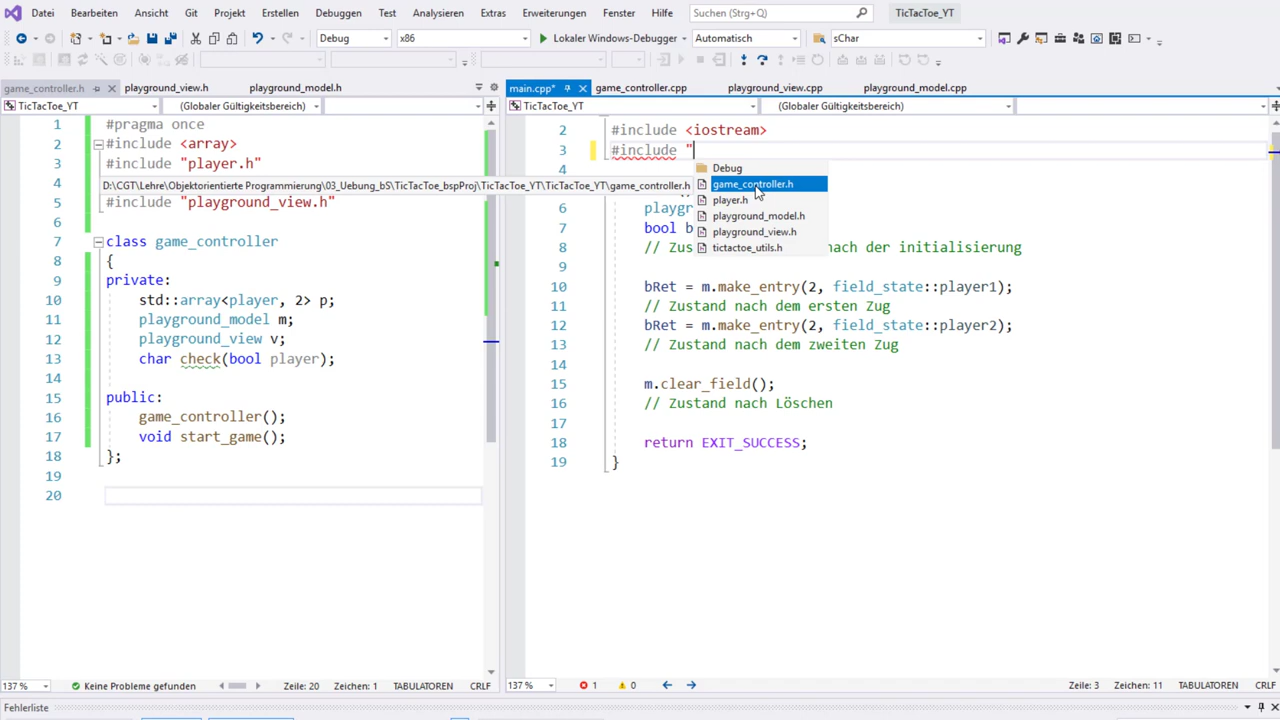 Datei Bearbeiten Ansicht Git Projekt Erstellen Debuggen Test Analysieren Extras Erweiterungen Fenster Hilfe Suchen (Strg+Q) TicTacToe_YT
Debug x86 Lokaler Windows-Debugger Automatisch sChar
game_controller.h playground_view.h playground_model.h main.cpp* game_controller.cpp playground_view.cpp playground_model.cpp
TicTacToe_YT (Globaler Gültigkeitsbereich) TicTacToe_YT (Globaler Gültigkeitsbereich)
1 #pragma once
2 #include <array>
3 #include "player.h"
4
D:\CGT\Lehre\Objektorientierte Programmierung\03_Uebung_bS\TicTacToe_bspProj\TicTacToe_YT\TicTacToe_YT\game_controller.h
5 #include "playground_view.h"
6
7 class game_controller
8 {
9 private:
10 std::array<player, 2> p;
11 playground_model m;
12 playground_view v;
13 char check(bool player);
14
15 public:
16 game_controller();
17 void start_game();
18 };
19
20
2 #include <iostream>
3 #include "
Debug
game_controller.h
player.h
playground_model.h
playground_view.h
tictactoe_utils.h
4
6 playgr
7 bool b
8 // Zus nach der initialisierung
9
10 bRet = m.make_entry(2, field_state::player1);
11 // Zustand nach dem ersten Zug
12 bRet = m.make_entry(2, field_state::player2);
13 // Zustand nach dem zweiten Zug
14
15 m.clear_field();
16 // Zustand nach Löschen
17
18 return EXIT_SUCCESS;
19 }
137 % Keine Probleme gefunden Zeile: 20 Zeichen: 1 TABULATOREN CRLF
137 % 1 0 Zeile: 3 Zeichen: 11 TABULATOREN CRLF
Fehlerliste